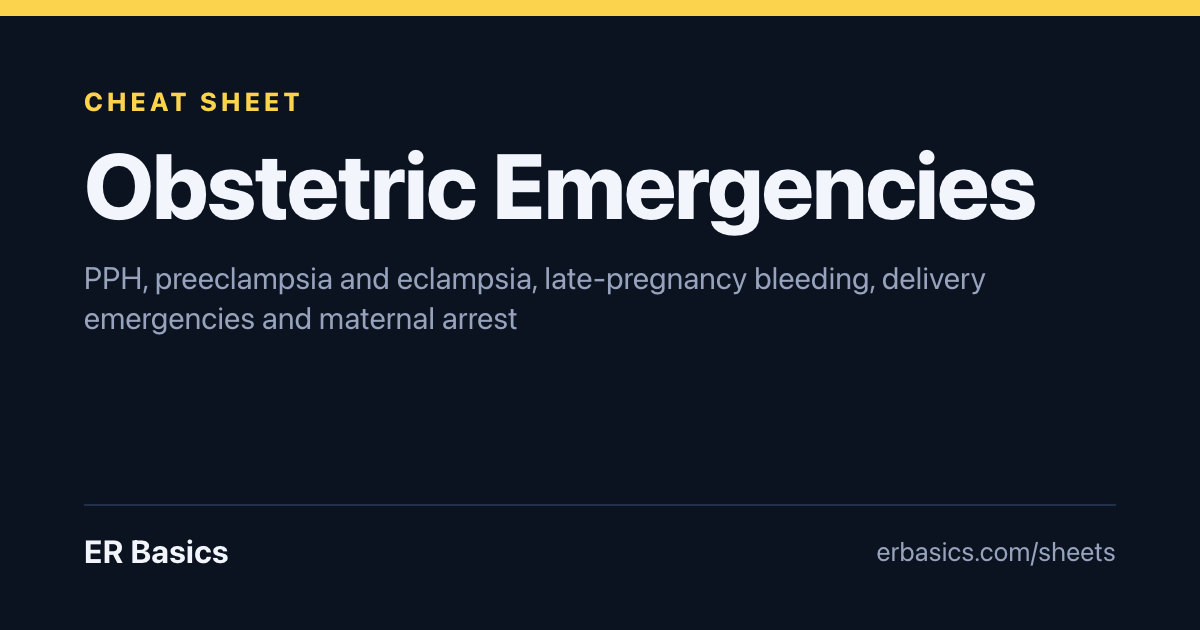 CHEAT SHEET
Obstetric Emergencies
PPH, preeclampsia and eclampsia, late-pregnancy bleeding, delivery
emergencies and maternal arrest
ER Basics
erbasics.com/sheets